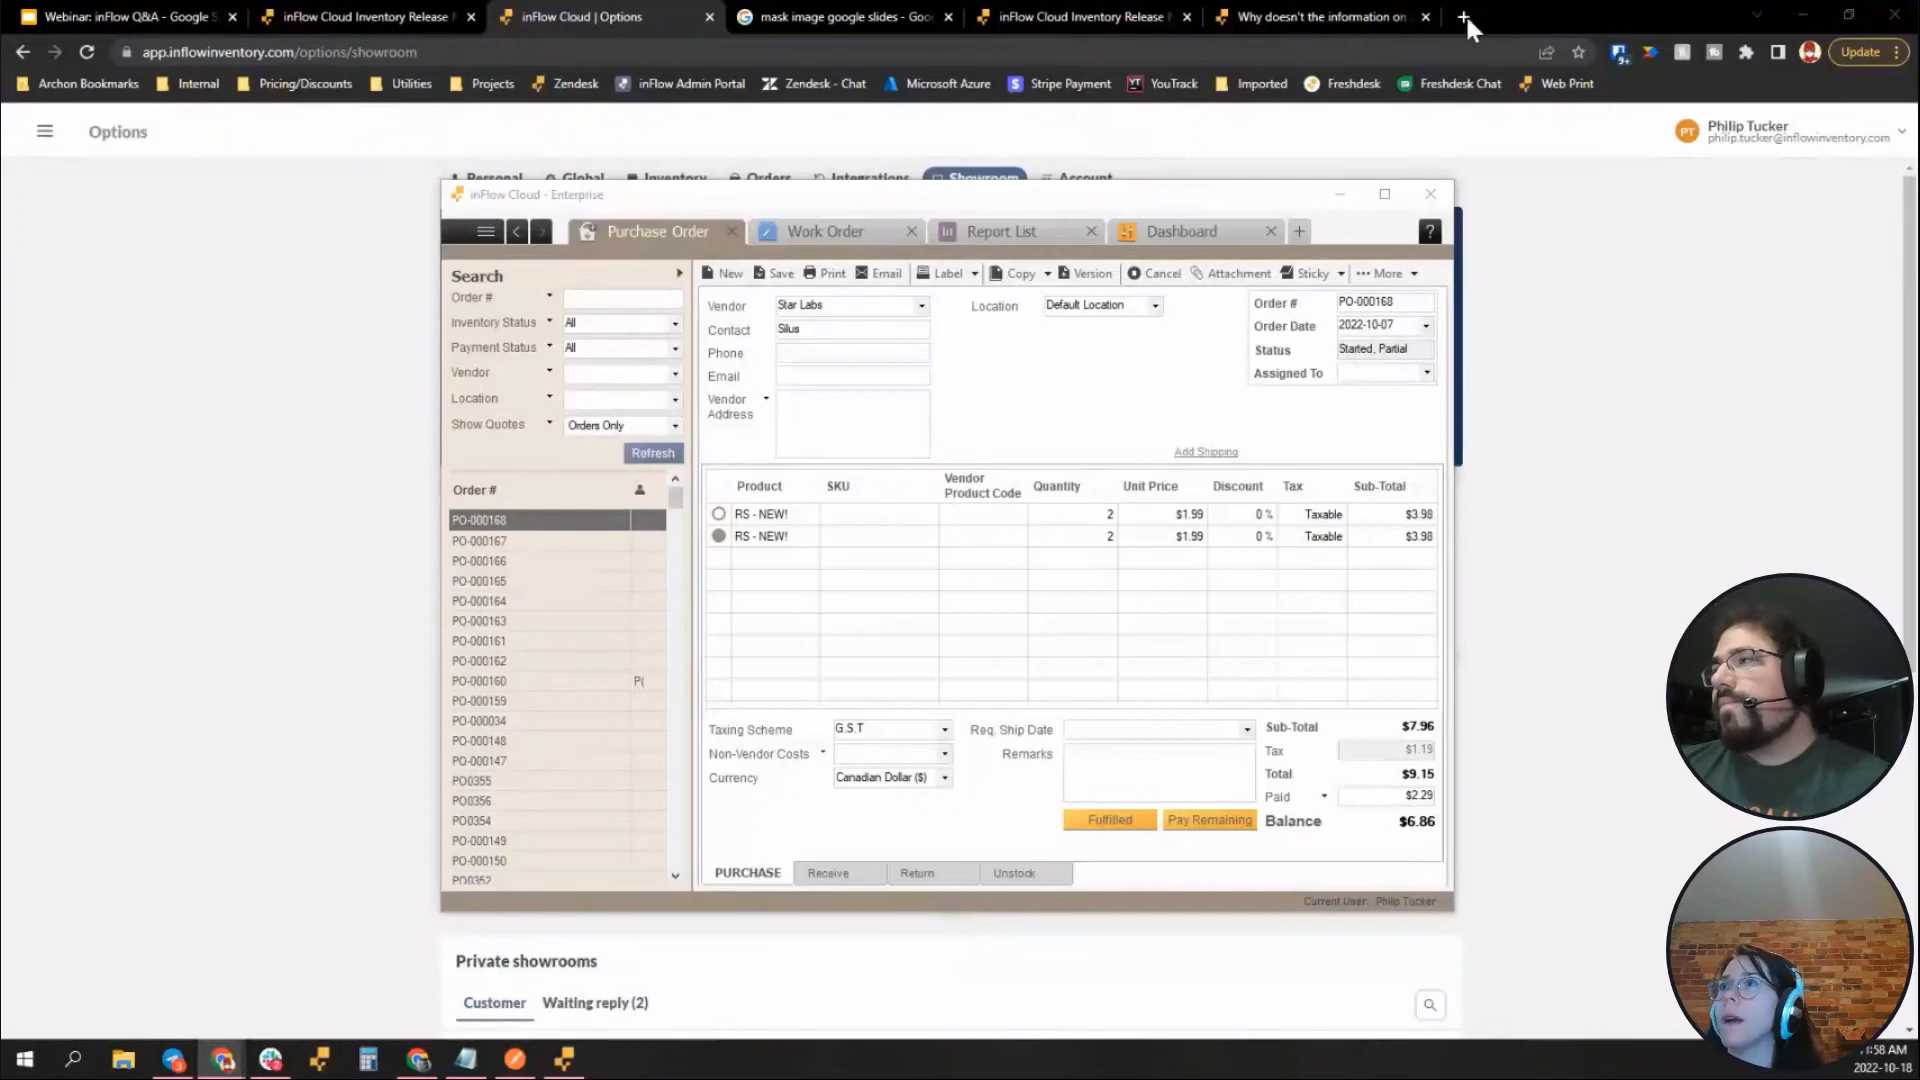 Webinar: inFlow Q&A - Google S
inFlow Cloud Inventory Release N
inFlow Cloud | Options
mask image google slides - Goo
inFlow Cloud Inventory Release N
Why doesn't the information on
app.inflowinventory.com/options/showroom
Update
Archon Bookmarks
Internal
Pricing/Discounts
Utilities
Projects
Zendesk
inFlow Admin Portal
Zendesk - Chat
Microsoft Azure
Stripe Payment
YouTrack
Imported
Freshdesk
Freshdesk Chat
Web Print
Options
PT
Philip Tucker
philip.tucker@inflowinventory.com
Personal
Global
Inventory
Orders
Integrations
Showroom
Account
inFlow Cloud - Enterprise
Purchase Order
Work Order
Report List
Dashboard
?
Search
Order #
Inventory Status All
Payment Status All
Vendor
Location
Show Quotes Orders Only
Refresh
Order #
PO-000168
PO-000167
PO-000166
PO-000165
PO-000164
PO-000163
PO-000161
PO-000162
PO-000160 P(
PO-000159
PO-000034
PO-000148
PO-000147
PO0355
PO0356
PO0354
PO-000149
PO-000150
PO0352
New Save Print Email Label Copy Version Cancel Attachment Sticky More
Vendor Star Labs
Contact Silus
Phone
Email
Vendor Address
Location Default Location
Order # PO-000168
Order Date 2022-10-07
Status Started, Partial
Assigned To
Add Shipping
Product SKU Vendor Product Code Quantity Unit Price Discount Tax Sub-Total
RS - NEW! 2 $1.99 0 % Taxable $3.98
RS - NEW! 2 $1.99 0 % Taxable $3.98
Taxing Scheme G.S.T
Non-Vendor Costs
Currency Canadian Dollar ($)
Req. Ship Date
Remarks
Sub-Total $7.96
Tax $1.19
Total $9.15
Paid $2.29
Balance $6.86
Fulfilled
Pay Remaining
PURCHASE Receive Return Unstock
Current User: Philip Tucker
Private showrooms
Customer
Waiting reply (2)
:58 AM
2022-10-18